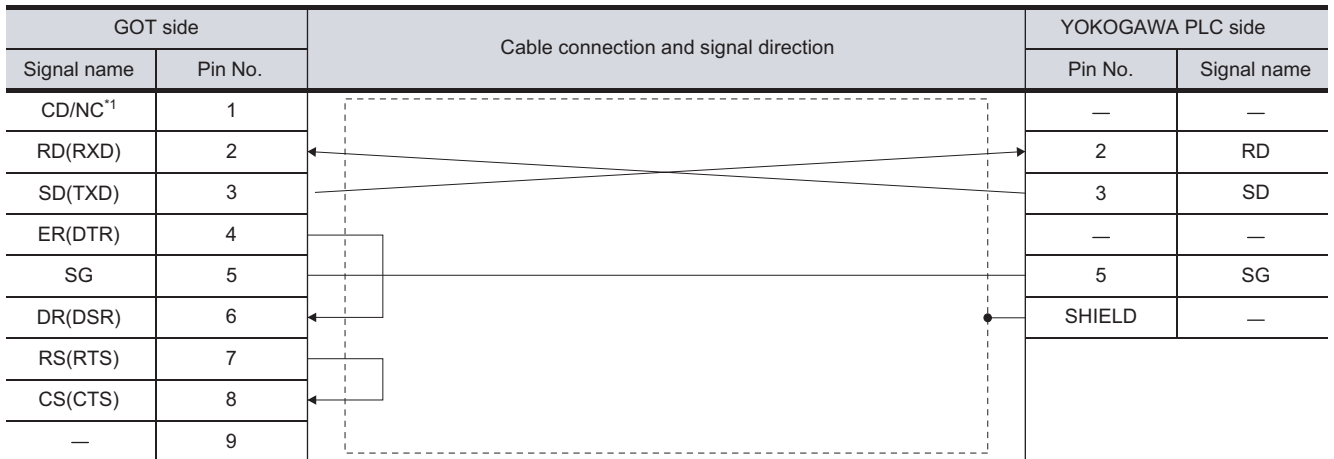 GOT side Cable connection and signal direction YOKOGAWA PLC side
Signal name Pin No. Pin No. Signal name
CD/NC*1 1 — —
RD(RXD) 2 2 RD
SD(TXD) 3 3 SD
ER(DTR) 4 — —
SG 5 5 SG
DR(DSR) 6 SHIELD —
RS(RTS) 7
CS(CTS) 8
— 9